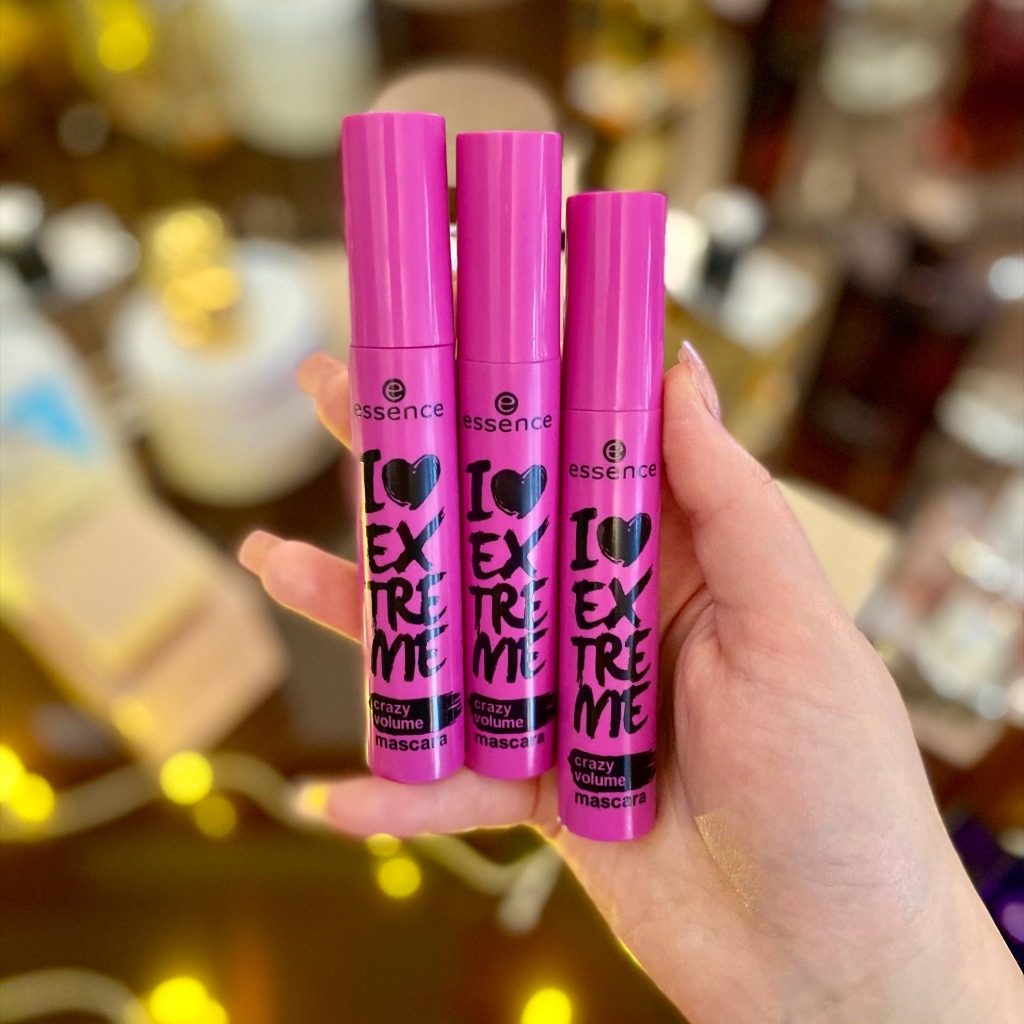 essence
I
EX
TRE
ME
crazy
volume
mascara
essence
I
EX
TRE
ME
crazy
volume
mascara
essence
I
EX
TRE
ME
crazy
volume
mascara